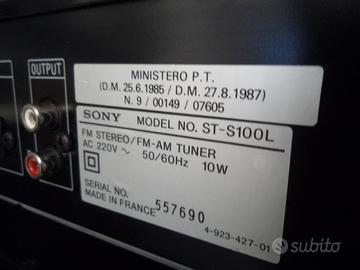 OUTPUT
MINISTERO P.T.
(D.M. 25.6.1985 / D.M. 27.8.1987)
N. 9 / 00149 / 07605
SONY MODEL NO. ST-S100L
FM STEREO/FM-AM TUNER
AC 220V ~ 50/60Hz 10W
SERIAL NO.
557690
MADE IN FRANCE
4-923-427-01
subito